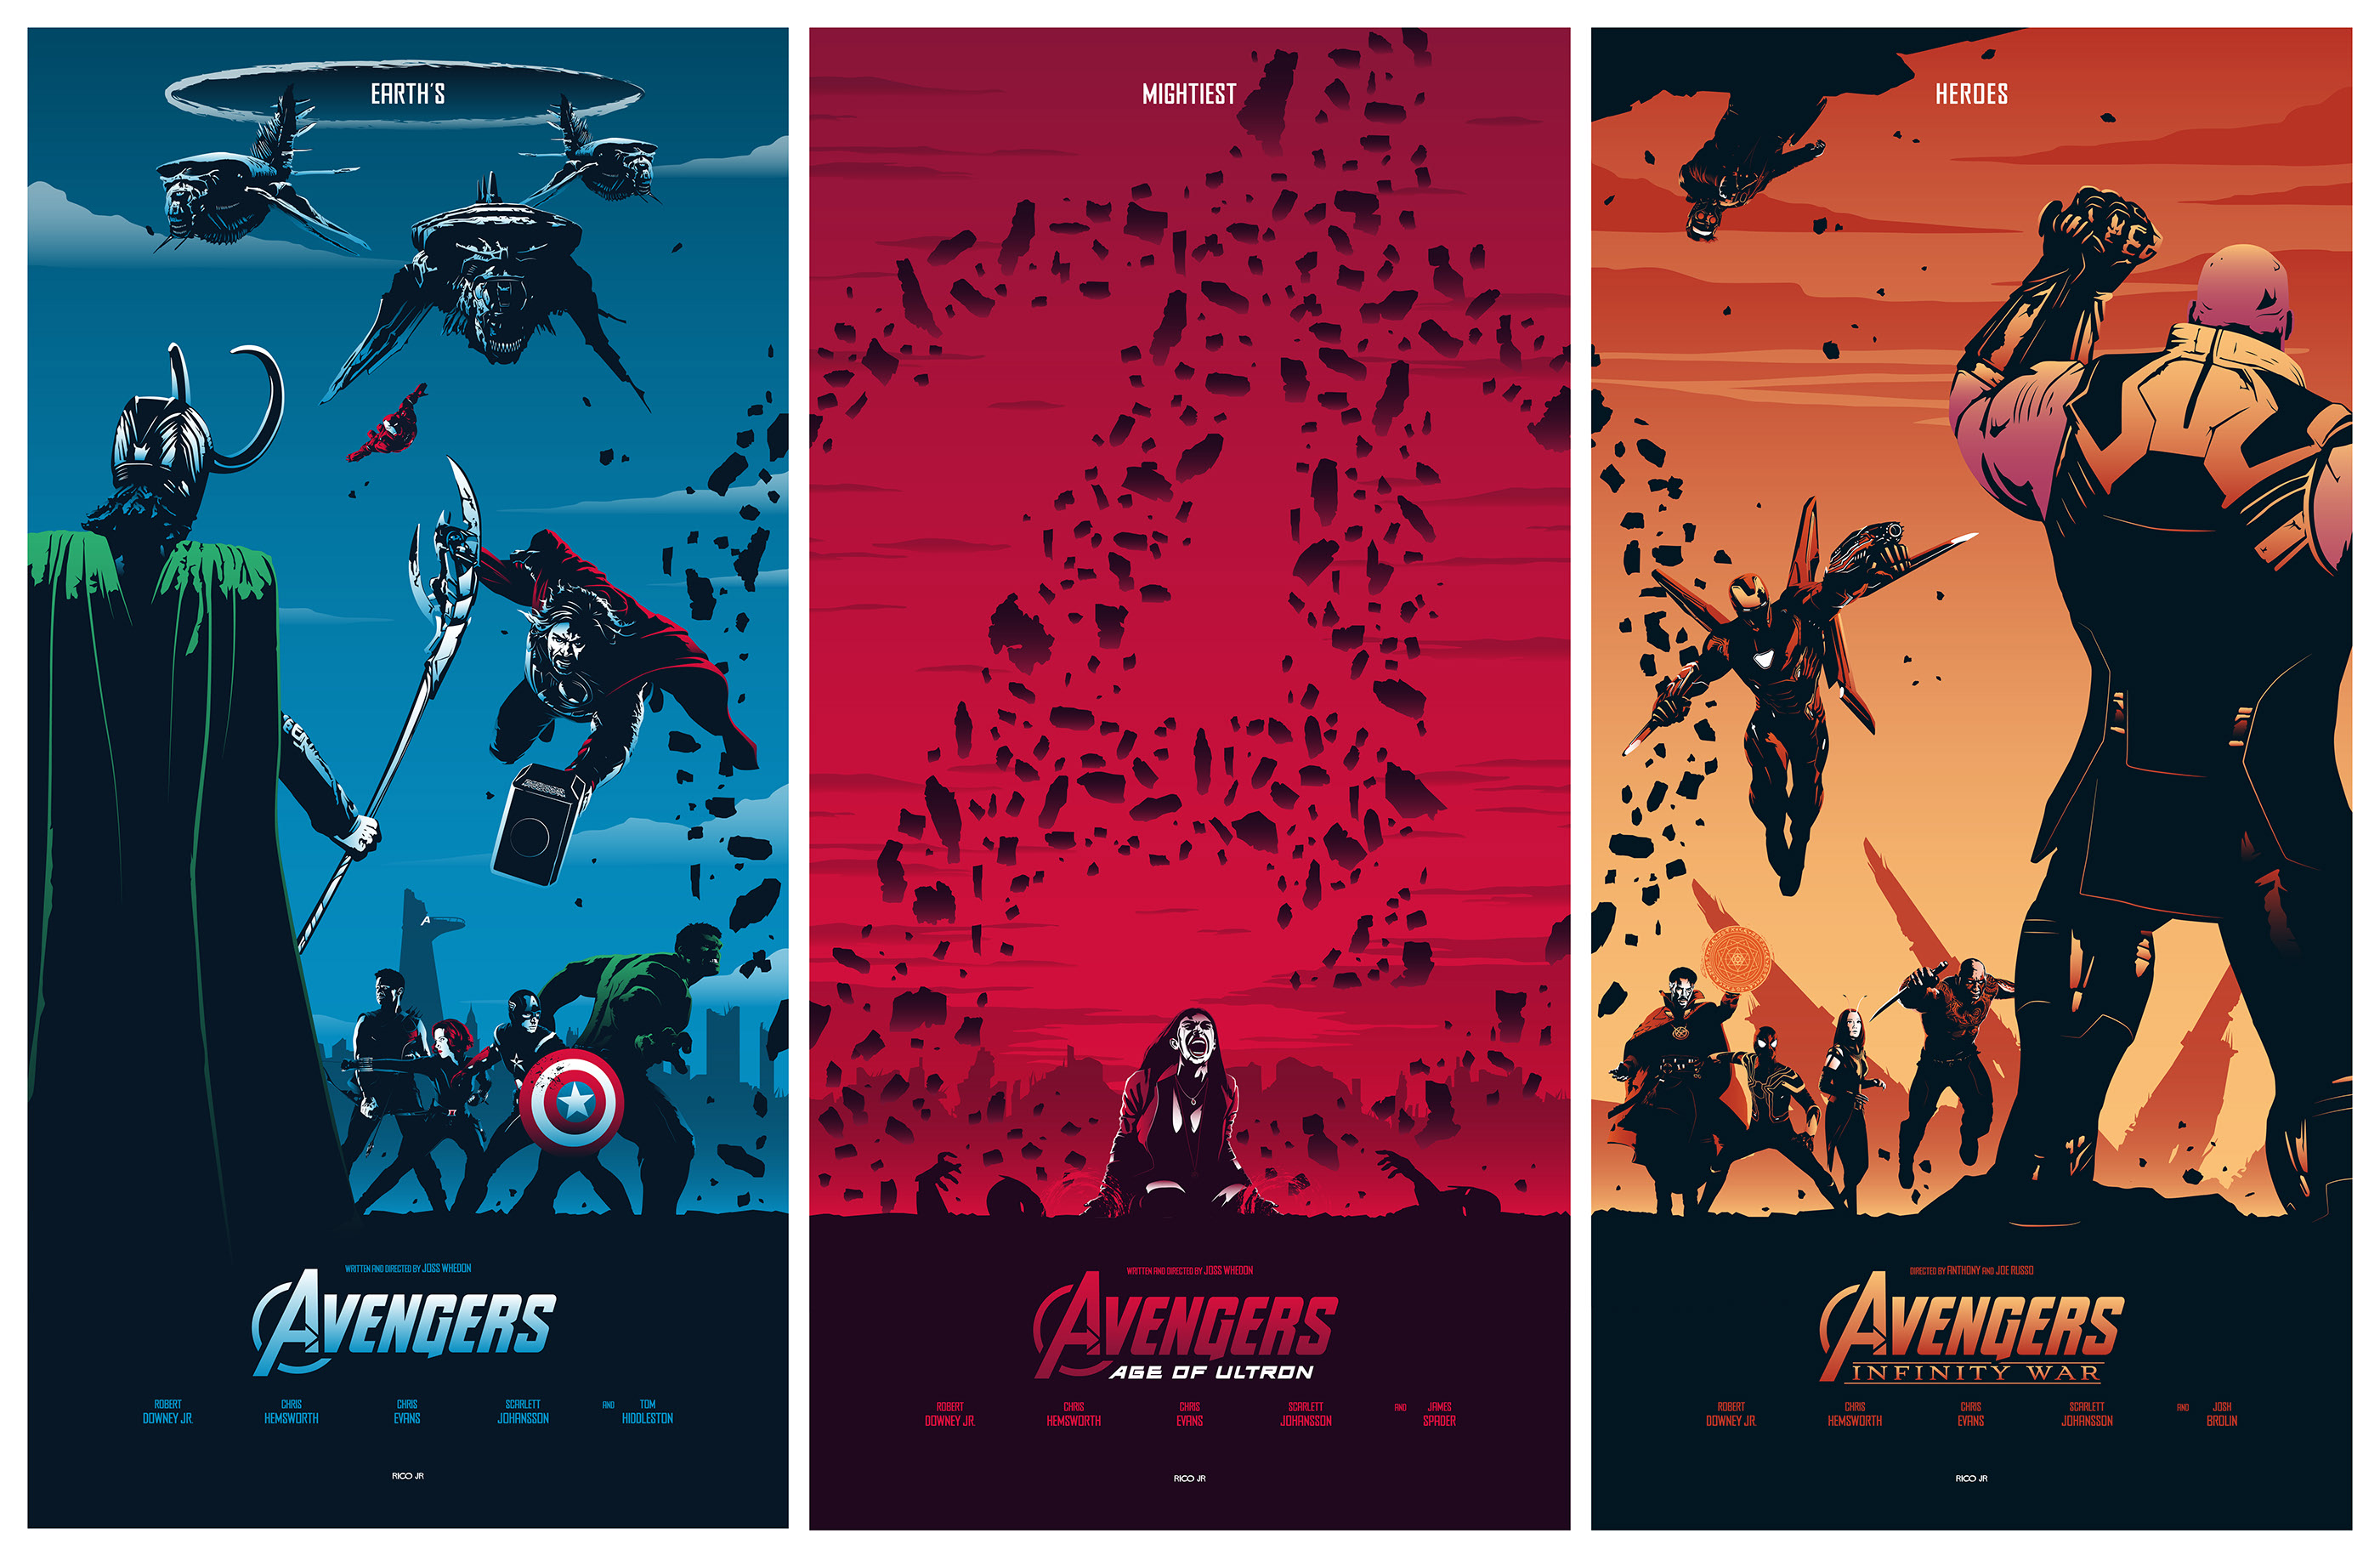 EARTH'S
WRITTEN AND DIRECTED BY JOSS WHEDON
AVENGERS
ROBERT DOWNEY JR.
CHRIS HEMSWORTH
CHRIS EVANS
SCARLETT JOHANSSON
AND TOM HIDDLESTON
RICO JR
MIGHTIEST
WRITTEN AND DIRECTED BY JOSS WHEDON
AVENGERS
AGE OF ULTRON
ROBERT DOWNEY JR.
CHRIS HEMSWORTH
CHRIS EVANS
SCARLETT JOHANSSON
AND JAMES SPADER
RICO JR
HEROES
DIRECTED BY ANTHONY AND JOE RUSSO
AVENGERS
INFINITY WAR
ROBERT DOWNEY JR.
CHRIS HEMSWORTH
CHRIS EVANS
SCARLETT JOHANSSON
AND JOSH BROLIN
RICO JR